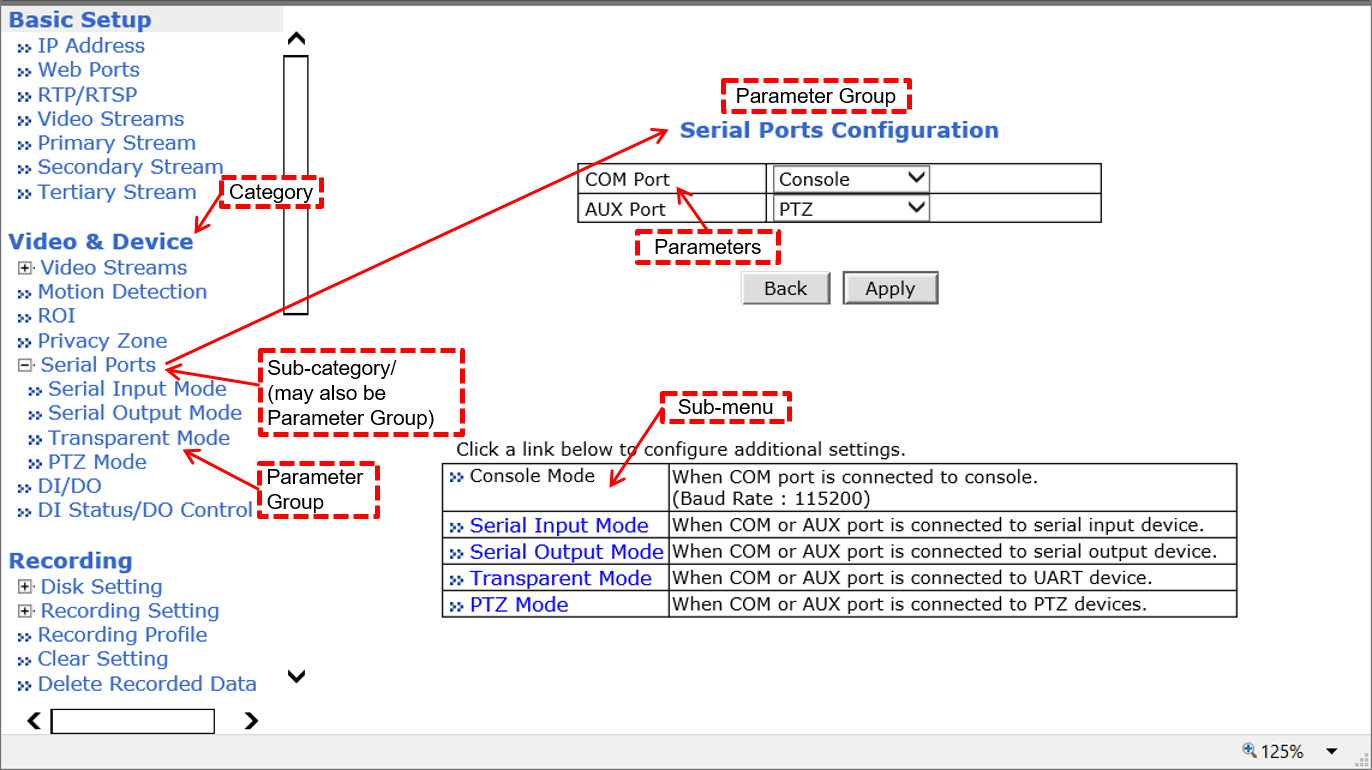 Basic Setup
IP Address
Web Ports
RTP/RTSP
Video Streams
Primary Stream
Secondary Stream
Tertiary Stream
Category
Video & Device
Video Streams
Motion Detection
ROI
Privacy Zone
Serial Ports
Serial Input Mode
Serial Output Mode
Transparent Mode
PTZ Mode
DI/DO
DI Status/DO Control
Sub-category/
(may also be
Parameter Group)
Parameter
Group
Recording
Disk Setting
Recording Setting
Recording Profile
Clear Setting
Delete Recorded Data
Parameter Group
Serial Ports Configuration
COM Port Console
AUX Port PTZ
Parameters
Back Apply
Sub-menu
Click a link below to configure additional settings.
Console Mode When COM port is connected to console.
(Baud Rate : 115200)
Serial Input Mode When COM or AUX port is connected to serial input device.
Serial Output Mode When COM or AUX port is connected to serial output device.
Transparent Mode When COM or AUX port is connected to UART device.
PTZ Mode When COM or AUX port is connected to PTZ devices.
125%